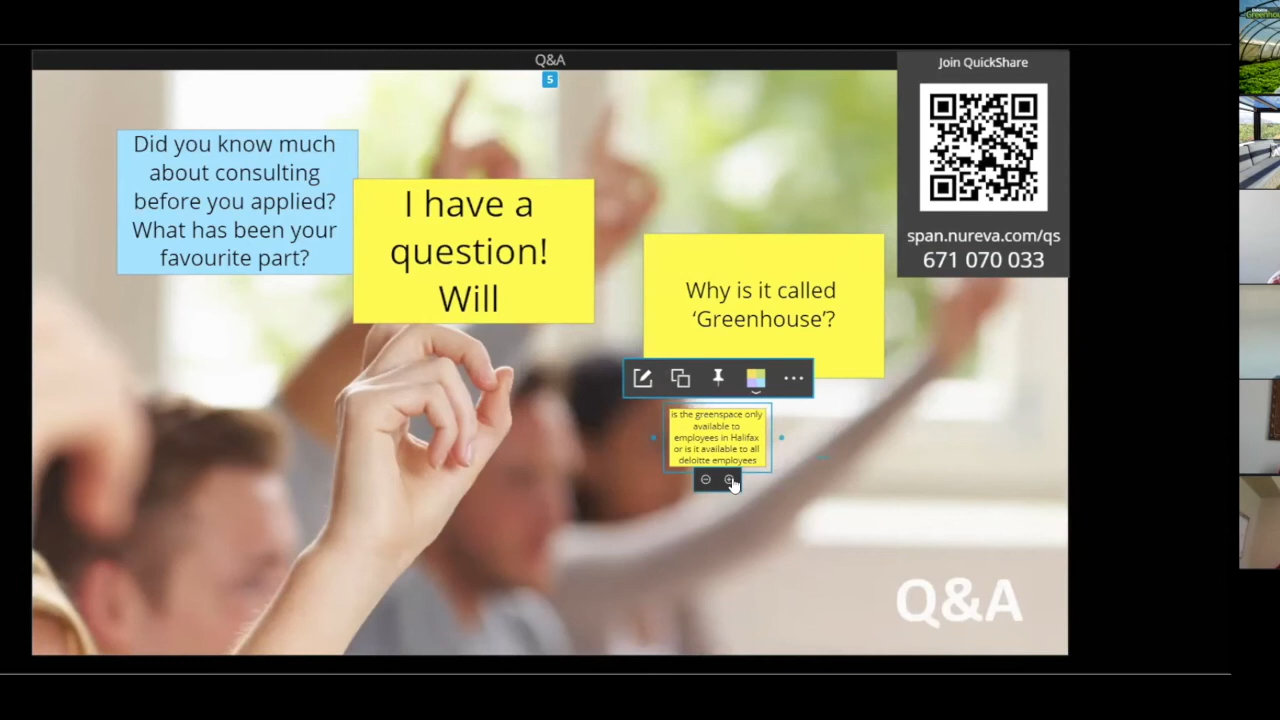 Q&A
5
Join QuickShare
span.nureva.com/qs
671 070 033
Did you know much
about consulting
before you applied?
What has been your
favourite part?
I have a
question!
Will
Why is it called
‘Greenhouse’?
is the greenspace only
available to
employees in Halifax
or is it available to all
deloitte employees
Q&A